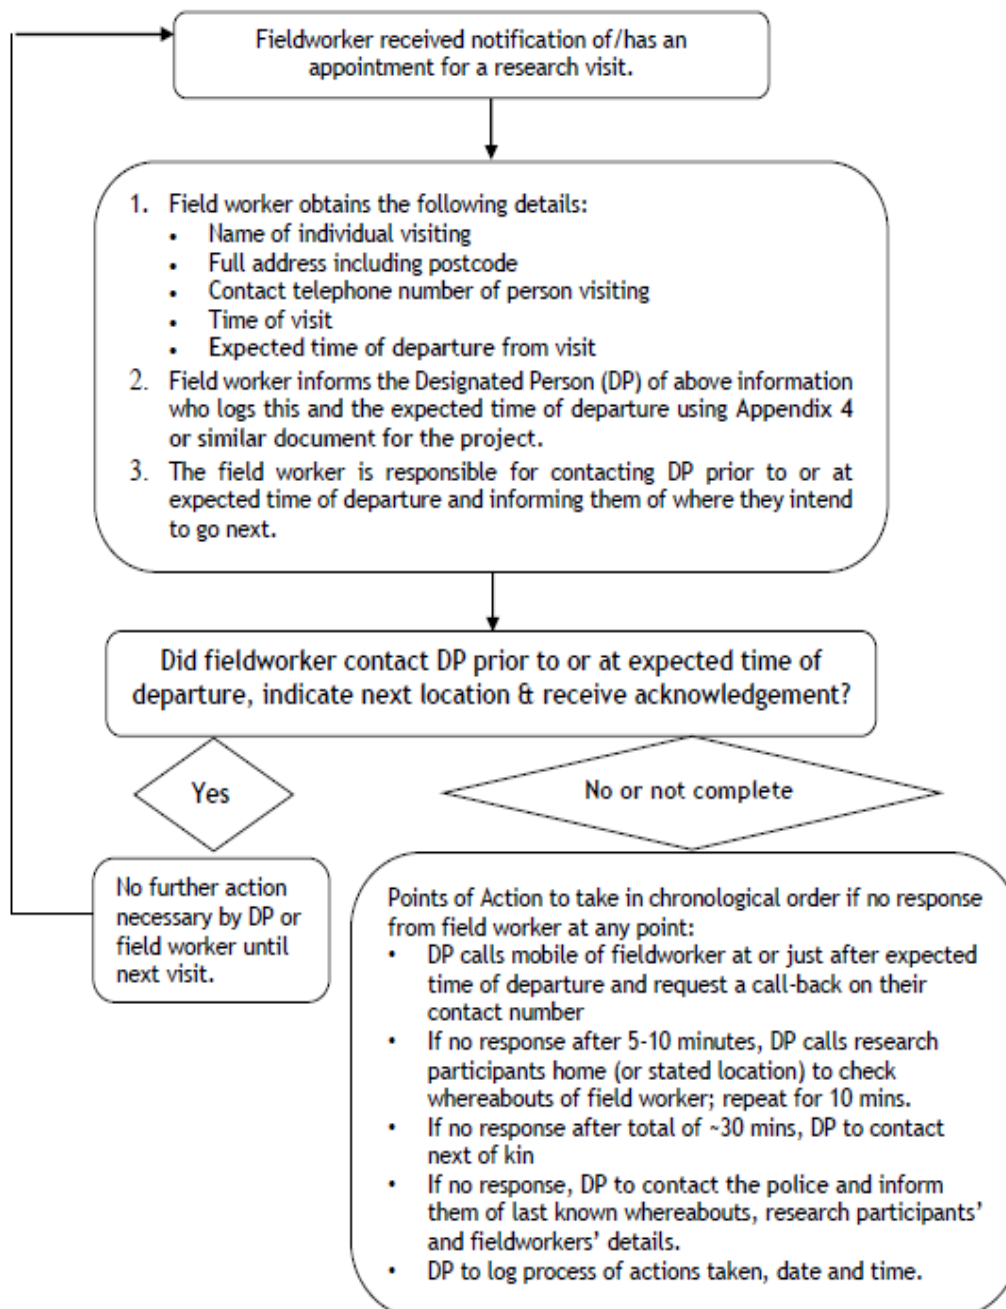 Fieldworker received notification of/has an
appointment for a research visit.
1. Field worker obtains the following details:
• Name of individual visiting
• Full address including postcode
• Contact telephone number of person visiting
• Time of visit
• Expected time of departure from visit
2. Field worker informs the Designated Person (DP) of above information
who logs this and the expected time of departure using Appendix 4
or similar document for the project.
3. The field worker is responsible for contacting DP prior to or at
expected time of departure and informing them of where they intend
to go next.
Did fieldworker contact DP prior to or at expected time of
departure, indicate next location & receive acknowledgement?
Yes
No or not complete
No further action
necessary by DP or
field worker until
next visit.
Points of Action to take in chronological order if no response
from field worker at any point:
• DP calls mobile of fieldworker at or just after expected
time of departure and request a call-back on their
contact number
• If no response after 5-10 minutes, DP calls research
participants home (or stated location) to check
whereabouts of field worker; repeat for 10 mins.
• If no response after total of ~30 mins, DP to contact
next of kin
• If no response, DP to contact the police and inform
them of last known whereabouts, research participants’
and fieldworkers’ details.
• DP to log process of actions taken, date and time.